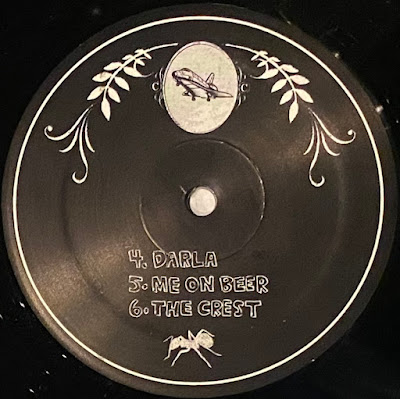 4. DARLA
5. ME ON BEER
6. THE CREST